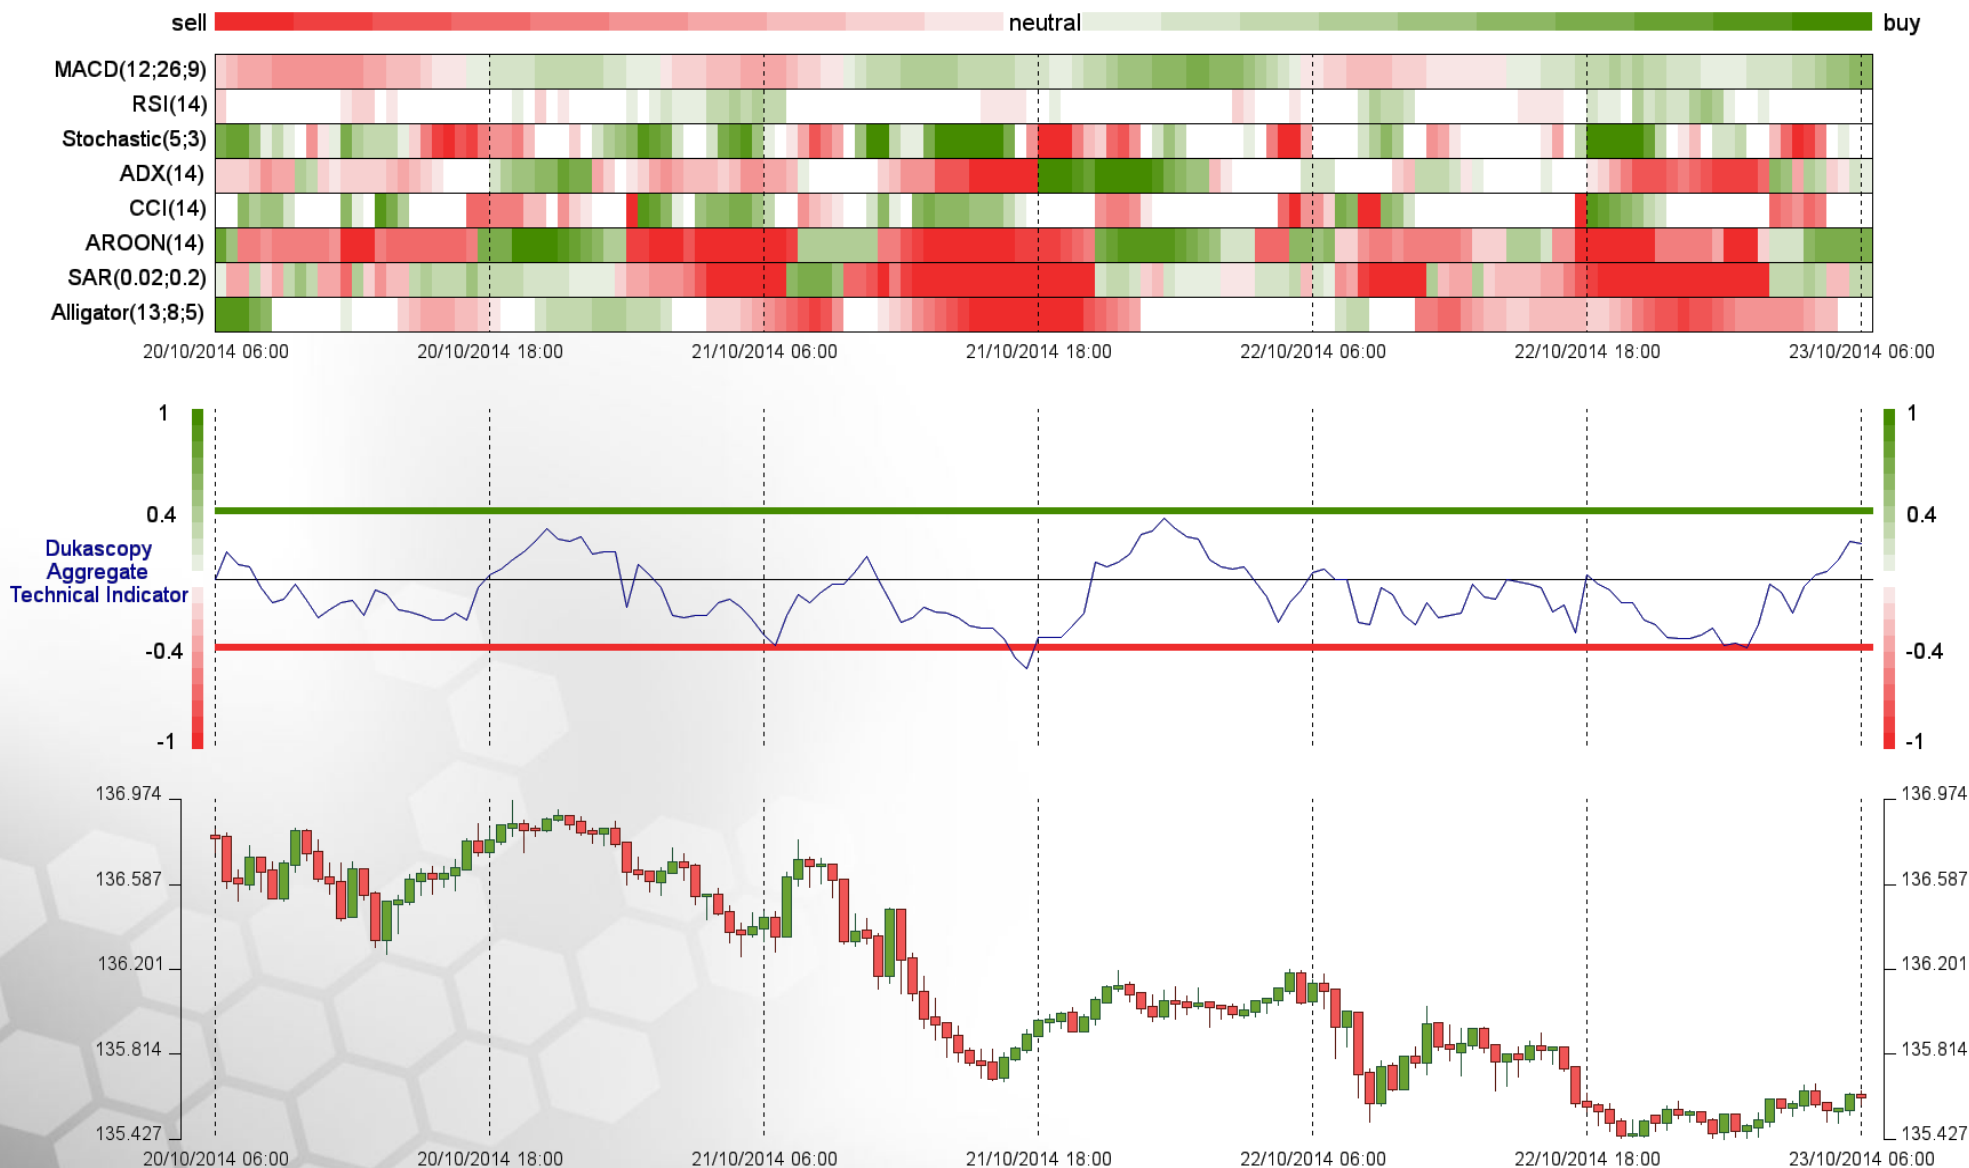 sell neutral buy
MACD(12;26;9)
RSI(14)
Stochastic(5;3)
ADX(14)
CCI(14)
AROON(14)
SAR(0.02;0.2)
Alligator(13;8;5)
20/10/2014 06:00 20/10/2014 18:00 21/10/2014 06:00 21/10/2014 18:00 22/10/2014 06:00 22/10/2014 18:00 23/10/2014 06:00
1 1
0.4 0.4
Dukascopy
Aggregate
Technical Indicator
-0.4 -0.4
-1 -1
136.974 136.974
136.587 136.587
136.201 136.201
135.814 135.814
135.427 135.427
20/10/2014 06:00 20/10/2014 18:00 21/10/2014 06:00 21/10/2014 18:00 22/10/2014 06:00 22/10/2014 18:00 23/10/2014 06:00